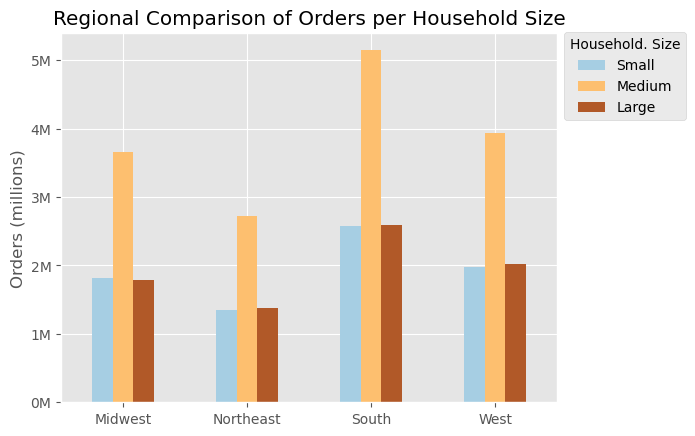 Regional Comparison of Orders per Household Size
Household. Size
Small
Medium
Large
Orders (millions)
5M
4M
3M
2M
1M
0M
Midwest Northeast South West